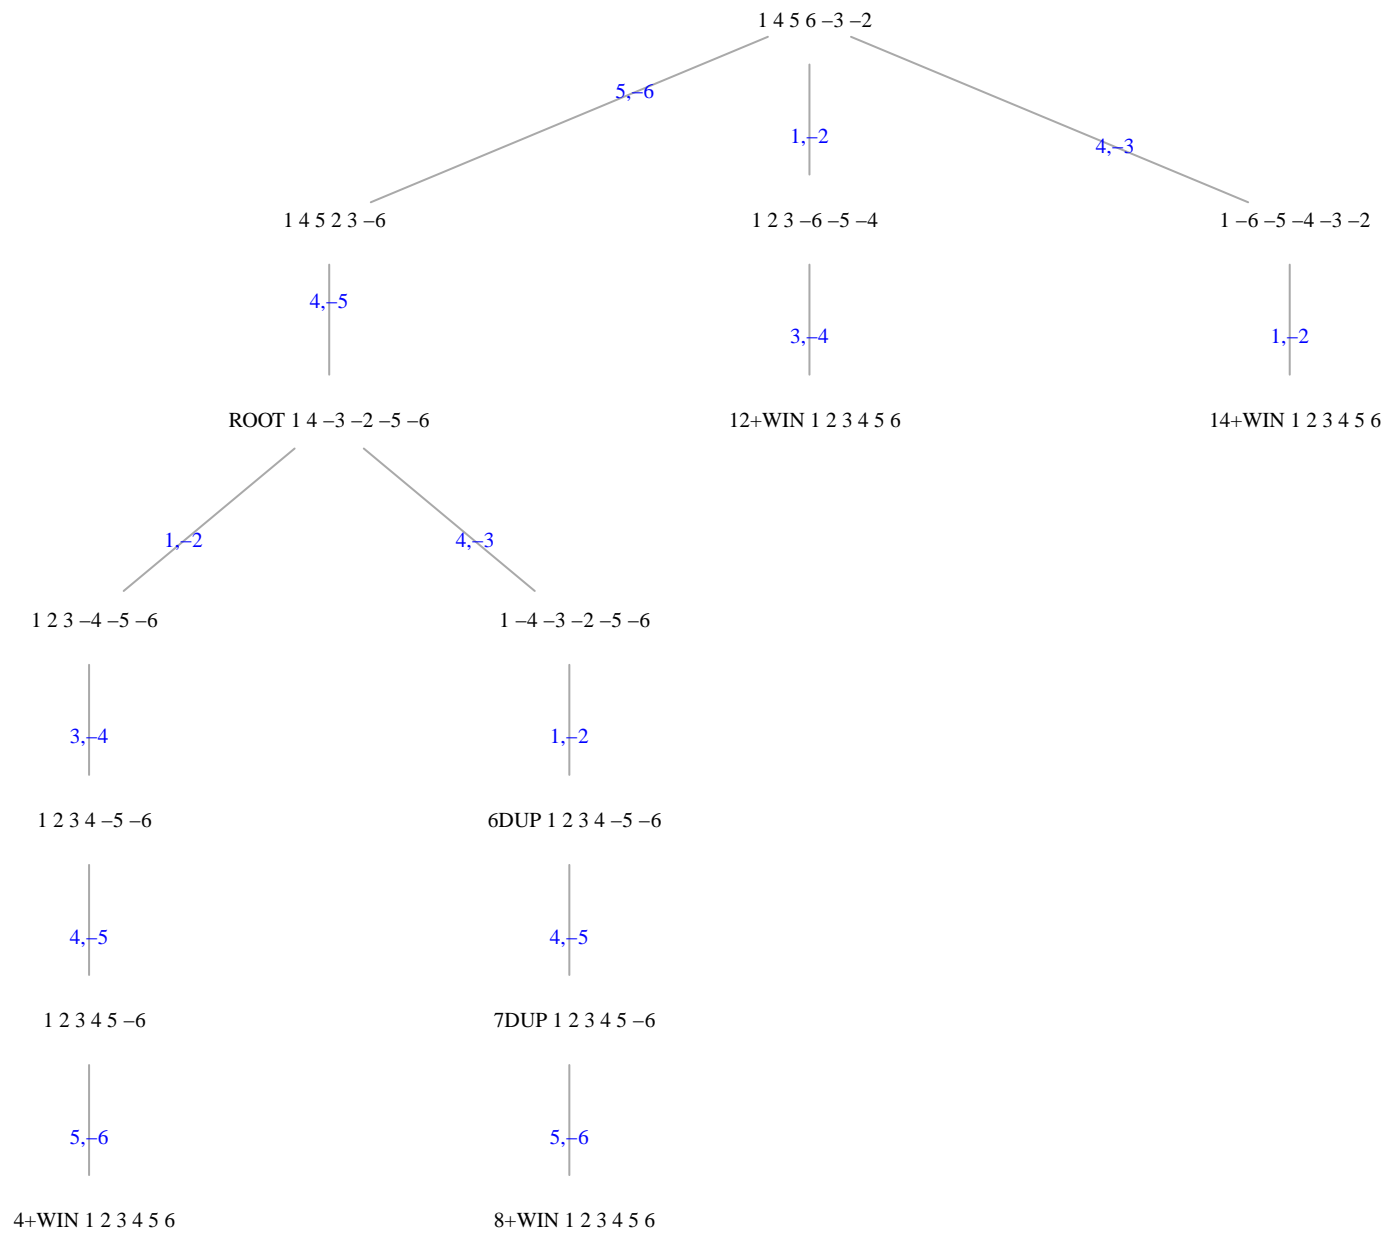 1 4 5 6 –3 –2
5,–6
1,–2
4,–3
1 4 5 2 3 –6
1 2 3 –6 –5 –4
1 –6 –5 –4 –3 –2
4,–5
3,–4
1,–2
ROOT 1 4 –3 –2 –5 –6
12+WIN 1 2 3 4 5 6
14+WIN 1 2 3 4 5 6
1,–2
4,–3
1 2 3 –4 –5 –6
1 –4 –3 –2 –5 –6
3,–4
1,–2
1 2 3 4 –5 –6
6DUP 1 2 3 4 –5 –6
4,–5
4,–5
1 2 3 4 5 –6
7DUP 1 2 3 4 5 –6
5,–6
5,–6
4+WIN 1 2 3 4 5 6
8+WIN 1 2 3 4 5 6